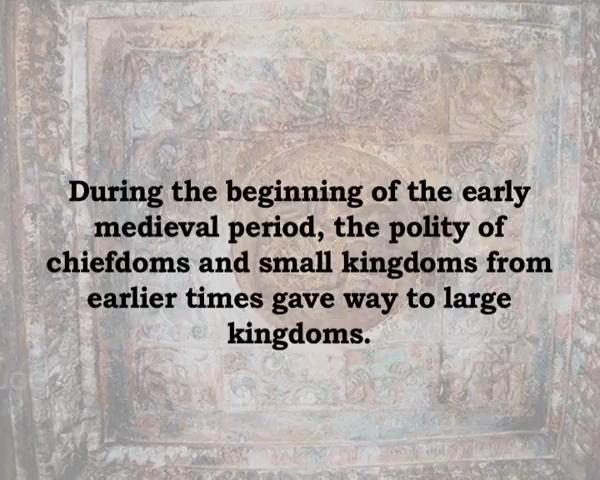 During the beginning of the early
medieval period, the polity of
chiefdoms and small kingdoms from
earlier times gave way to large
kingdoms.